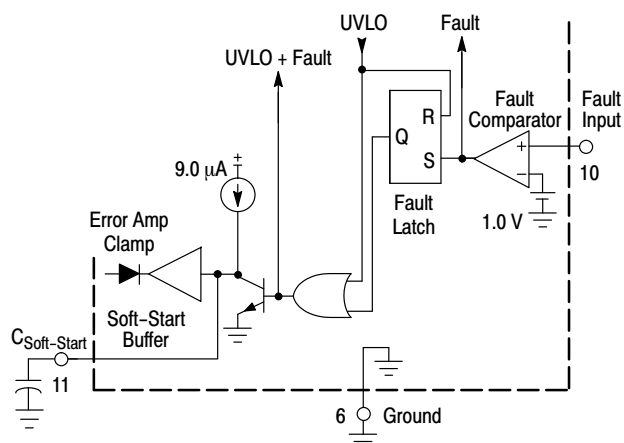 UVLO
Fault
UVLO + Fault
Fault
Comparator
Fault
Input
R
Q
S
+
−
10
9.0 µA
±
Fault
Latch
1.0 V
Error Amp
Clamp
Soft−Start
Buffer
CSoft−Start
11
6
Ground